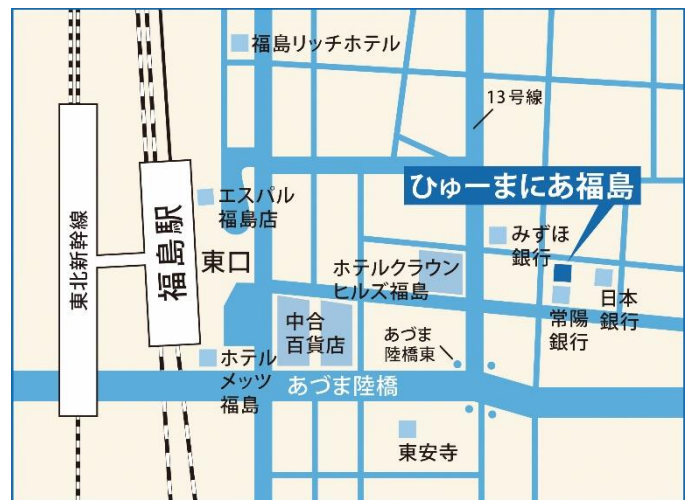 福島リッチホテル
13号線
ひゅーまにあ福島
エスパル
福島店
みずほ
銀行
東北新幹線
福島駅
東口
ホテルクラウン
ヒルズ福島
日本
銀行
常陽
銀行
中合
百貨店
あづま
陸橋東
ホテル
メッツ
福島
あづま陸橋
東安寺